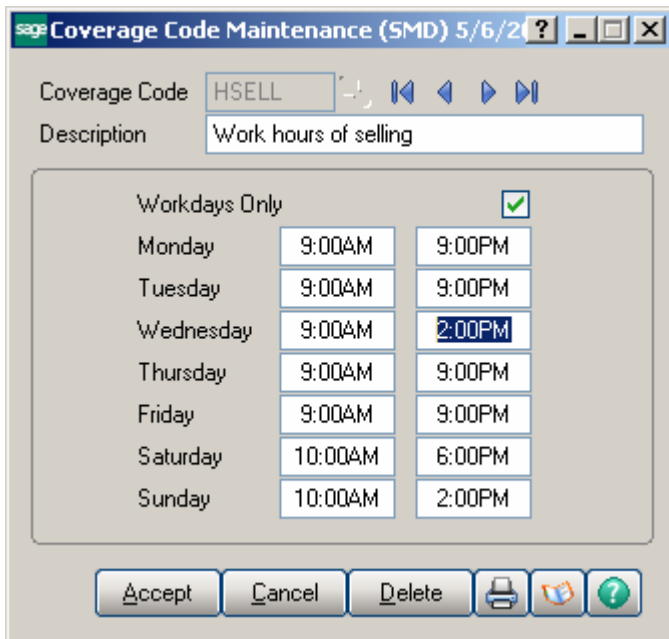 sage Coverage Code Maintenance (SMD) 5/6/2
Coverage Code HSELL
Description Work hours of selling
Workdays Only
Monday 9:00AM 9:00PM
Tuesday 9:00AM 9:00PM
Wednesday 9:00AM 2:00PM
Thursday 9:00AM 9:00PM
Friday 9:00AM 9:00PM
Saturday 10:00AM 6:00PM
Sunday 10:00AM 2:00PM
Accept Cancel Delete